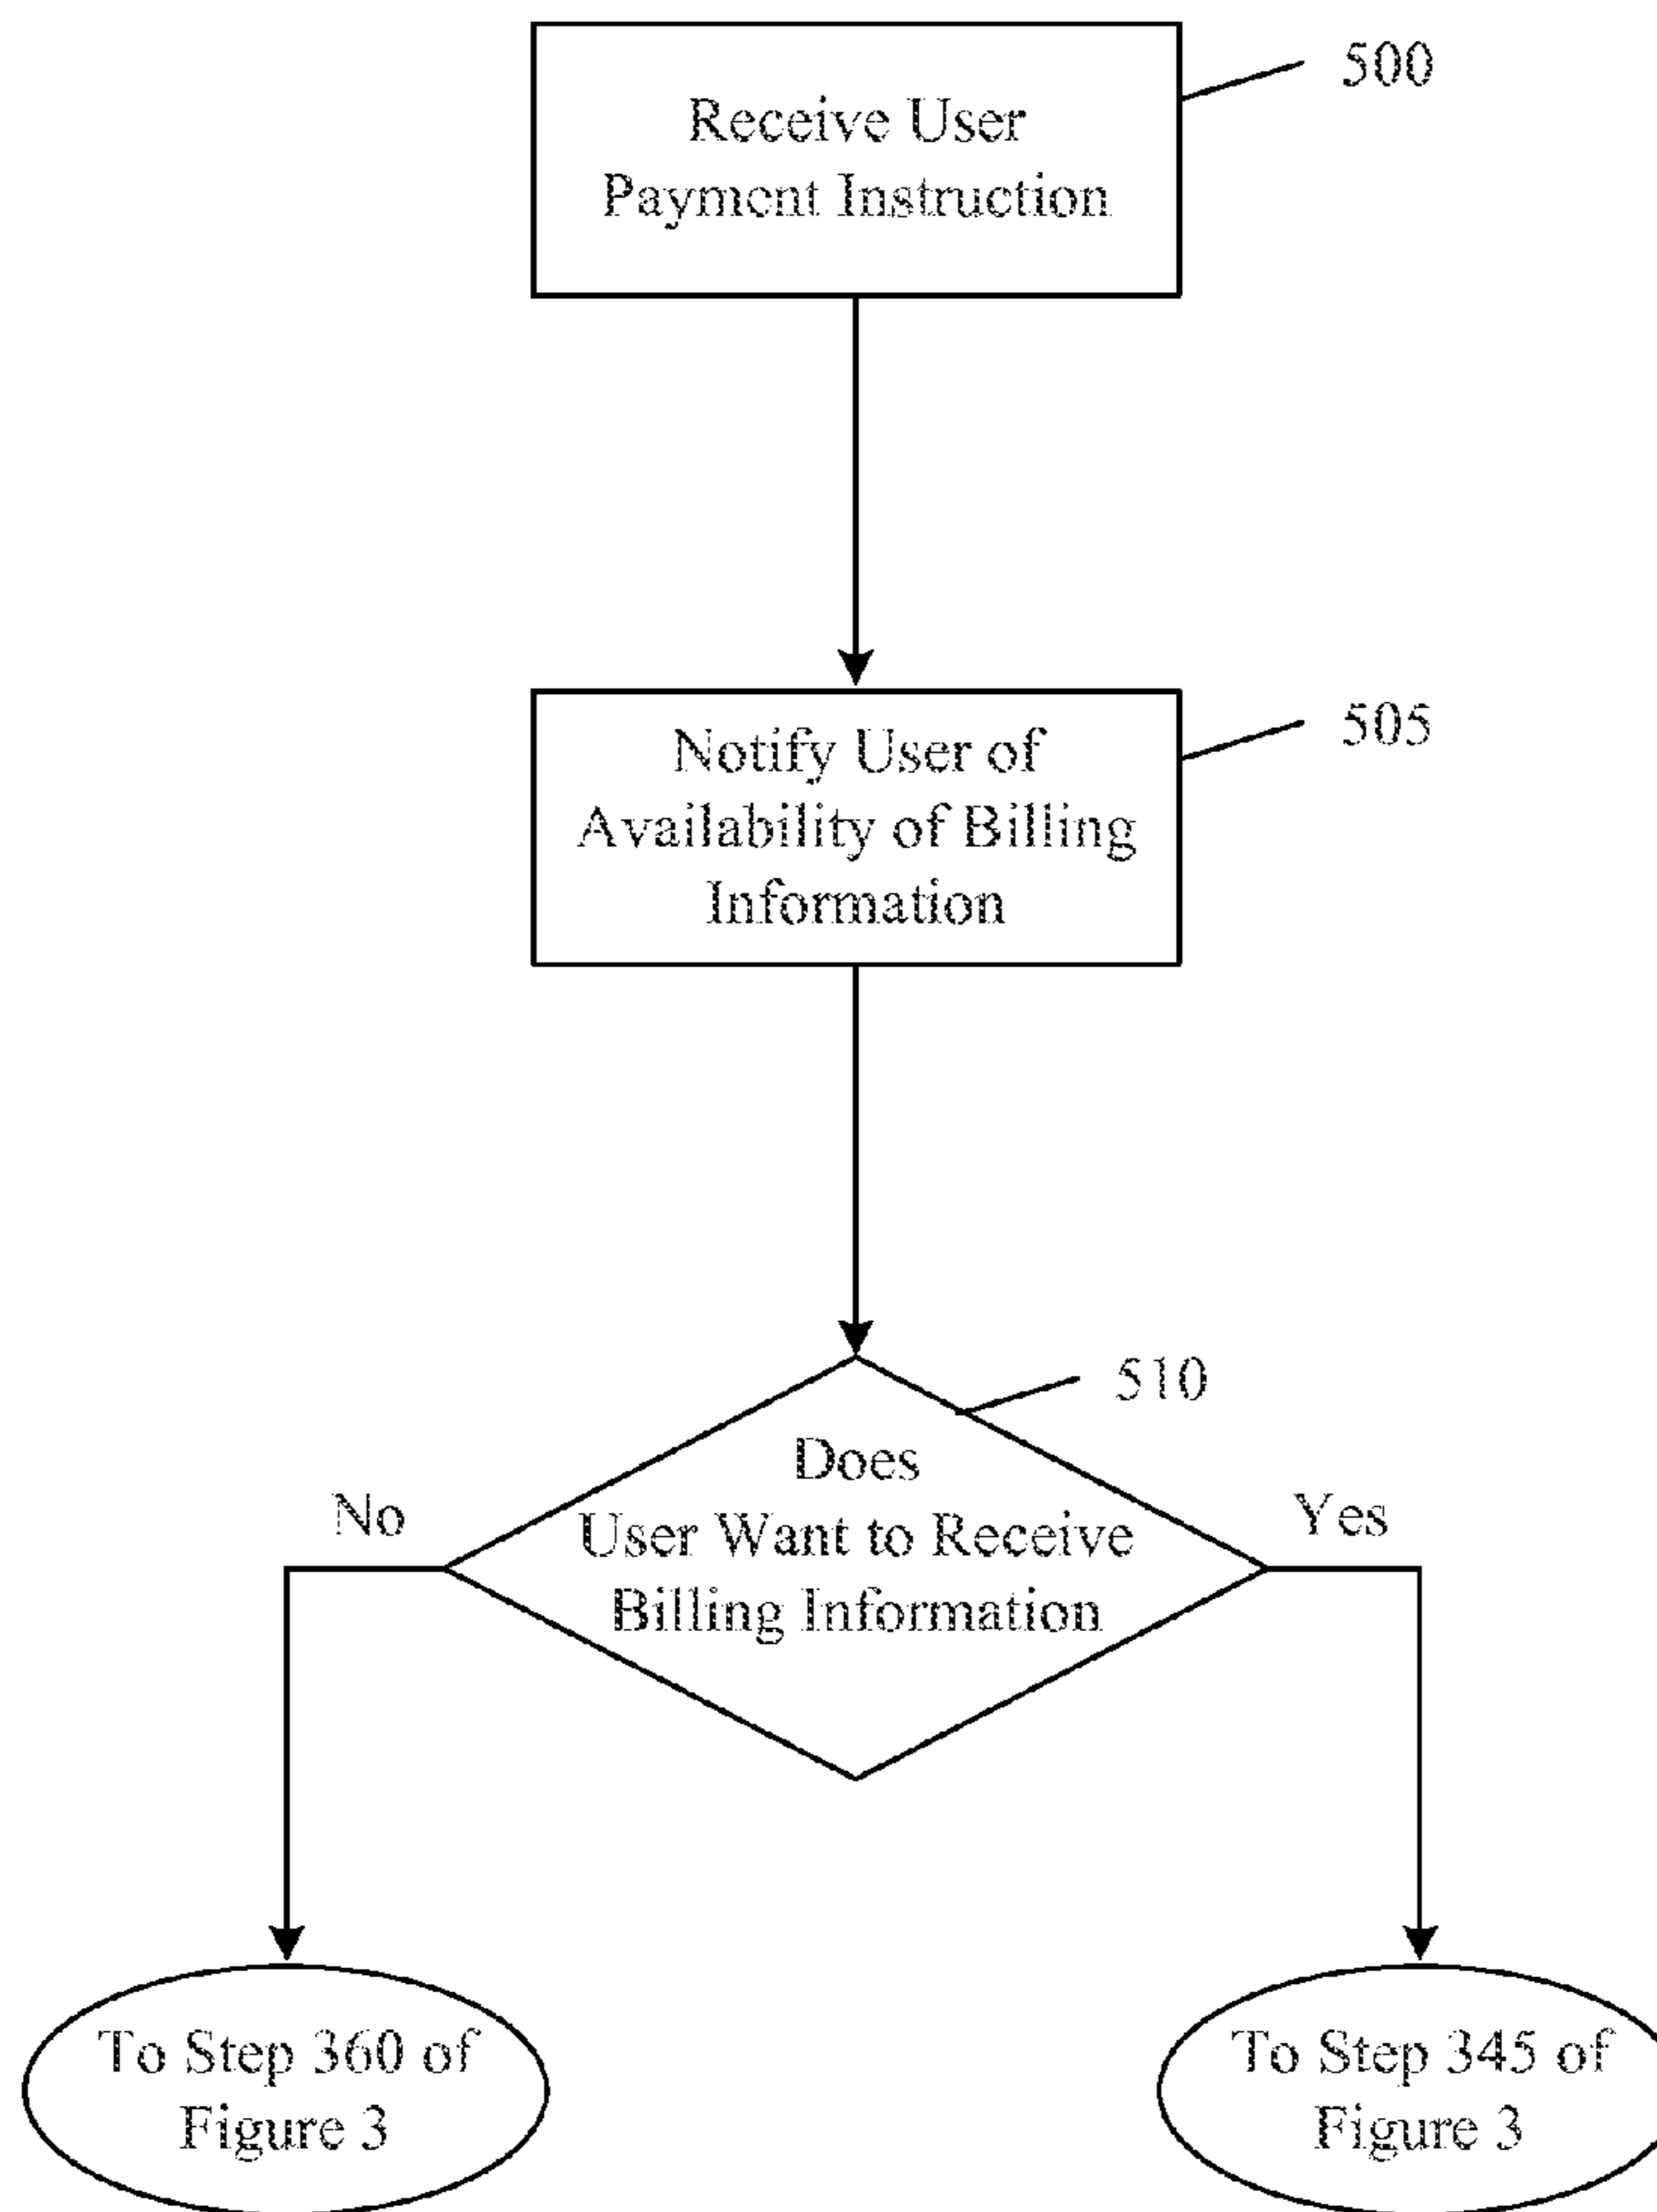 500
Receive User
Payment Instruction
505
Notify User of
Availability of Billing
Information
510
Does
User Want to Receive
Billing Information
No
Yes
To Step 360 of
Figure 3
To Step 345 of
Figure 3